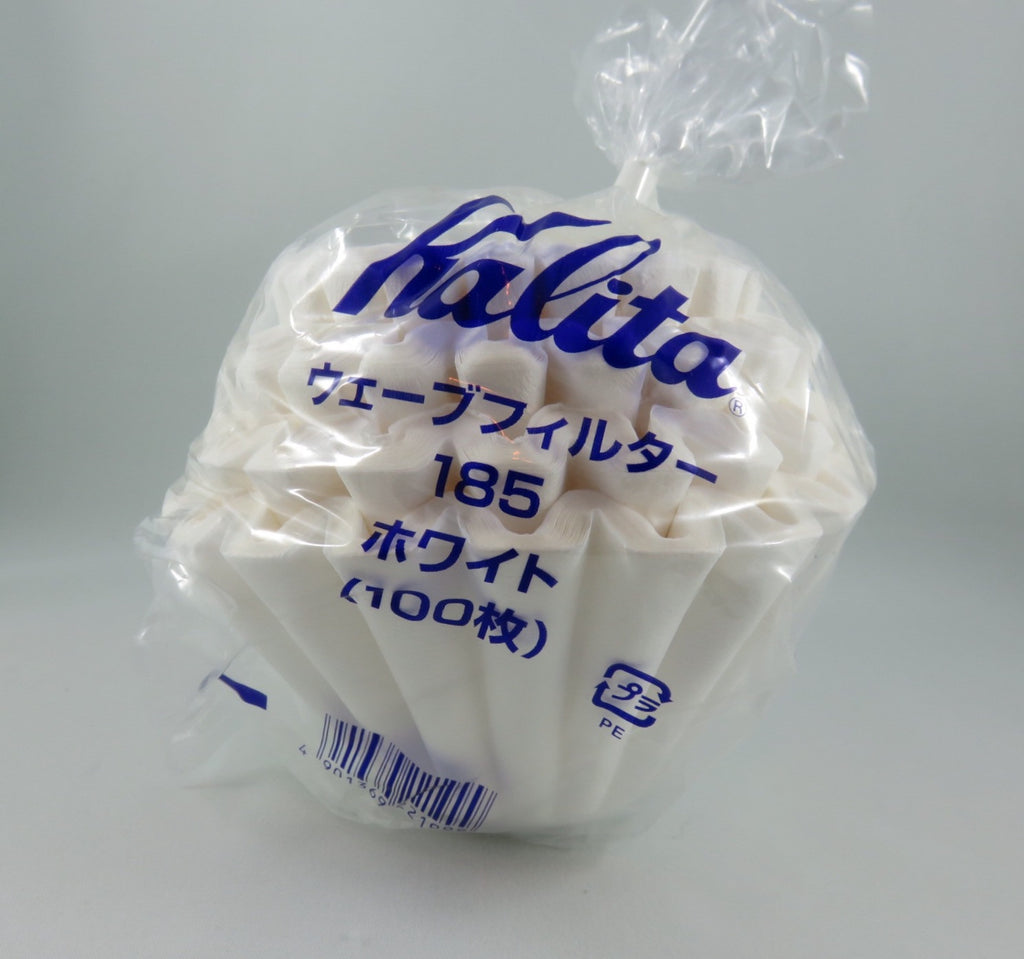 Kalita
®
ウェーブフィルター
185
ホワイト
(100枚)
プラ
PE